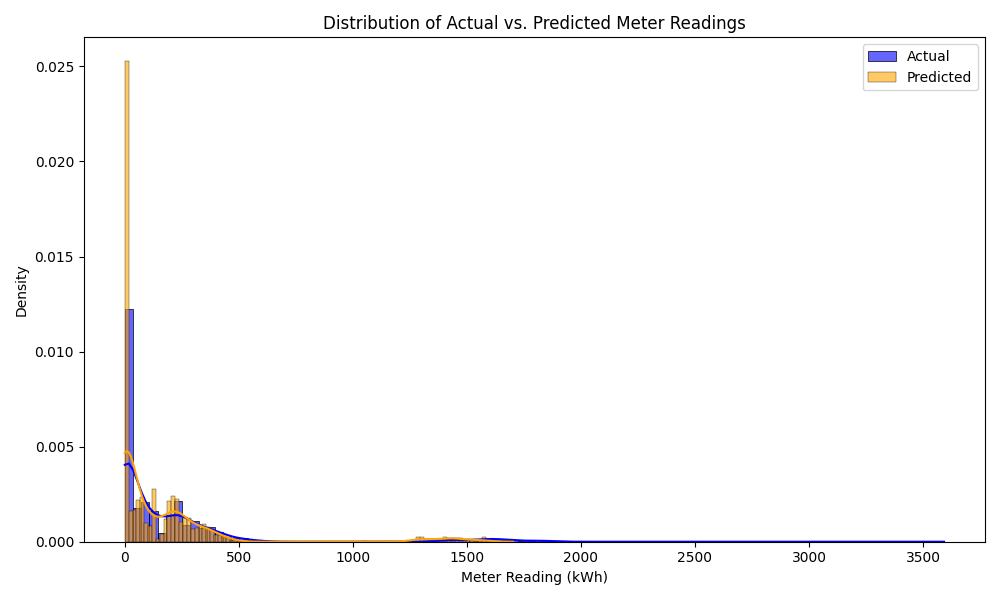 Distribution of Actual vs. Predicted Meter Readings
Actual
Predicted
Density
0.025
0.020
0.015
0.010
0.005
0.000
0 500 1000 1500 2000 2500 3000 3500
Meter Reading (kWh)